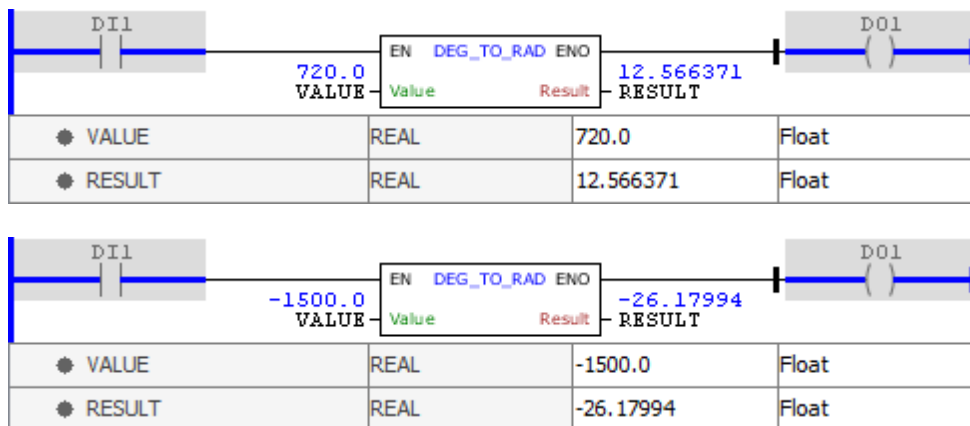 DI1 DO1
EN DEG_TO_RAD ENO
720.0 12.566371
VALUE Value Result RESULT
VALUE REAL 720.0 Float
RESULT REAL 12.566371 Float
DI1 DO1
EN DEG_TO_RAD ENO
-1500.0 -26.17994
VALUE Value Result RESULT
VALUE REAL -1500.0 Float
RESULT REAL -26.17994 Float